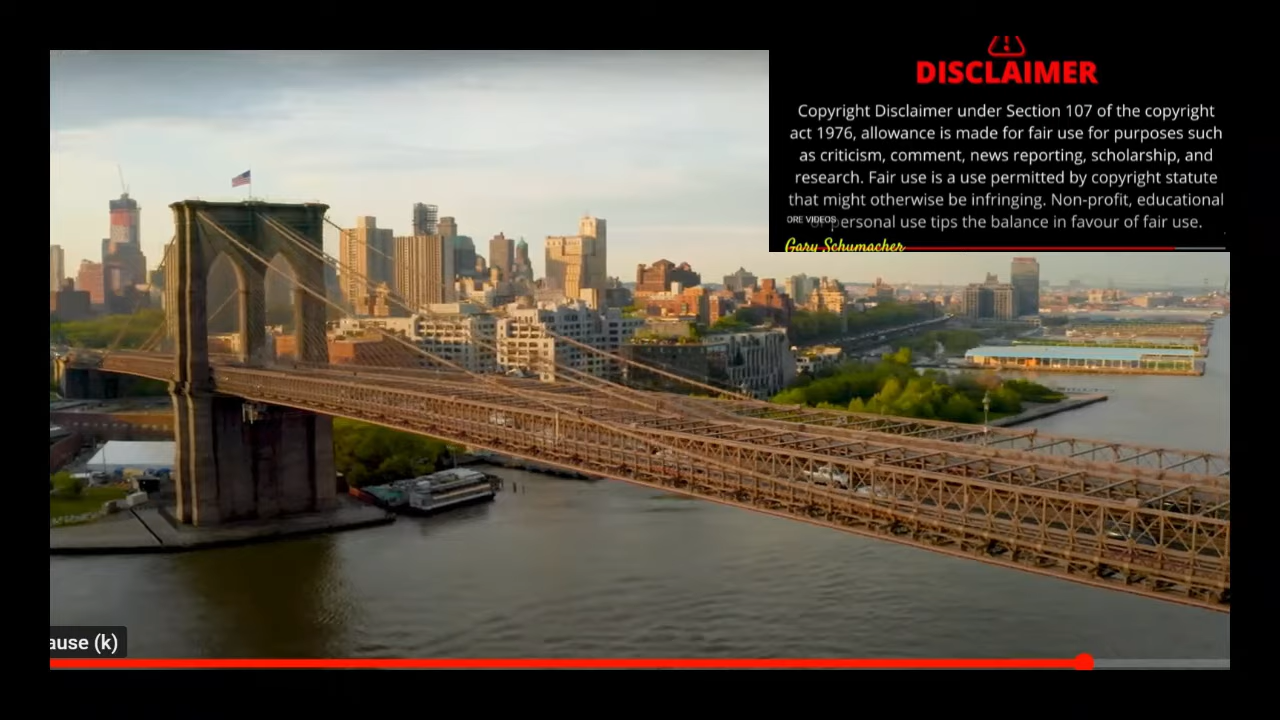 DISCLAIMER
Copyright Disclaimer under Section 107 of the copyright
act 1976, allowance is made for fair use for purposes such
as criticism, comment, news reporting, scholarship, and
research. Fair use is a use permitted by copyright statute
that might otherwise be infringing. Non-profit, educational
ORE VIDEOS
or personal use tips the balance in favour of fair use.
Gary Schumacher
ause (k)